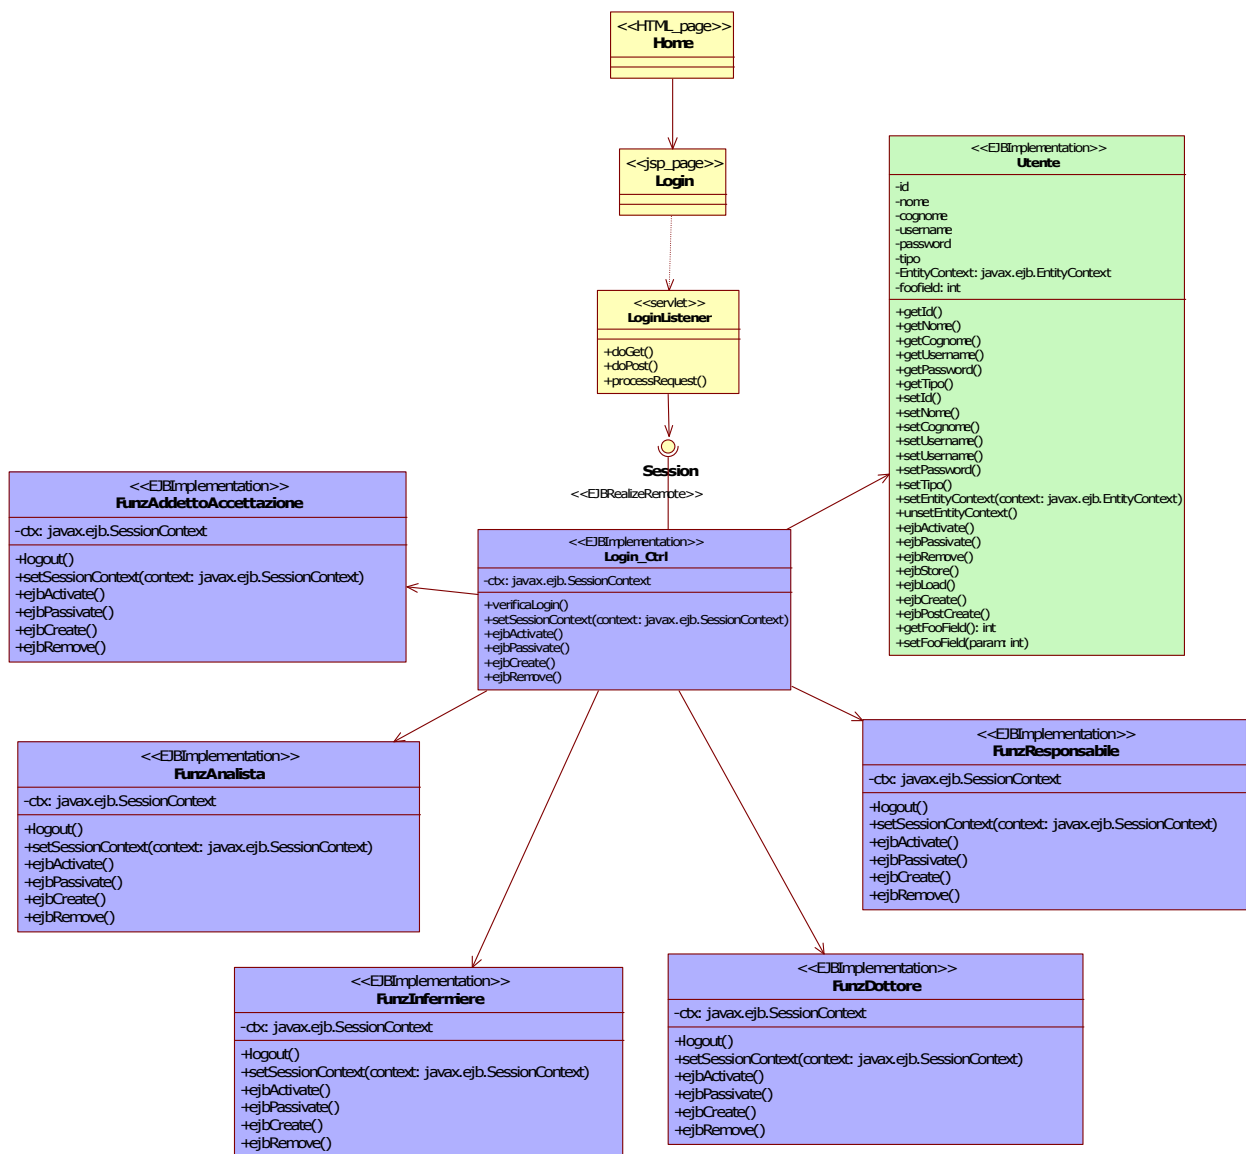 <<HTML_page>>
Home
<<jsp_page>>
Login
<<servlet>>
LoginListener
+doGet()
+doPost()
+processRequest()
Session
<<EJBRealizeRemote>>
<<EJBImplementation>>
Utente
-id
-nome
-cognome
-username
-password
-tipo
-EntityContext: javax.ejb.EntityContext
-foofield: int
+getId()
+getNome()
+getCognome()
+getUsername()
+getPassword()
+getTipo()
+setId()
+setNome()
+setCognome()
+setUsername()
+setUsername()
+setPassword()
+setTipo()
+setEntityContext(context: javax.ejb.EntityContext)
+unsetEntityContext()
+ejbActivate()
+ejbPassivate()
+ejbRemove()
+ejbStore()
+ejbLoad()
+ejbCreate()
+ejbPostCreate()
+getFooField(): int
+setFooField(param: int)
<<EJBImplementation>>
FunzAddettoAccettazione
-ctx: javax.ejb.SessionContext
+logout()
+setSessionContext(context: javax.ejb.SessionContext)
+ejbActivate()
+ejbPassivate()
+ejbCreate()
+ejbRemove()
<<EJBImplementation>>
Login_Ctrl
-ctx: javax.ejb.SessionContext
+verificaLogin()
+setSessionContext(context: javax.ejb.SessionContext)
+ejbActivate()
+ejbPassivate()
+ejbCreate()
+ejbRemove()
<<EJBImplementation>>
FunzAnalista
-ctx: javax.ejb.SessionContext
+logout()
+setSessionContext(context: javax.ejb.SessionContext)
+ejbActivate()
+ejbPassivate()
+ejbCreate()
+ejbRemove()
<<EJBImplementation>>
FunzResponsabile
-ctx: javax.ejb.SessionContext
+logout()
+setSessionContext(context: javax.ejb.SessionContext)
+ejbActivate()
+ejbPassivate()
+ejbCreate()
+ejbRemove()
<<EJBImplementation>>
FunzInfermiere
-ctx: javax.ejb.SessionContext
+logout()
+setSessionContext(context: javax.ejb.SessionContext)
+ejbActivate()
+ejbPassivate()
+ejbCreate()
+ejbRemove()
<<EJBImplementation>>
FunzDottore
-ctx: javax.ejb.SessionContext
+logout()
+setSessionContext(context: javax.ejb.SessionContext)
+ejbActivate()
+ejbPassivate()
+ejbCreate()
+ejbRemove()